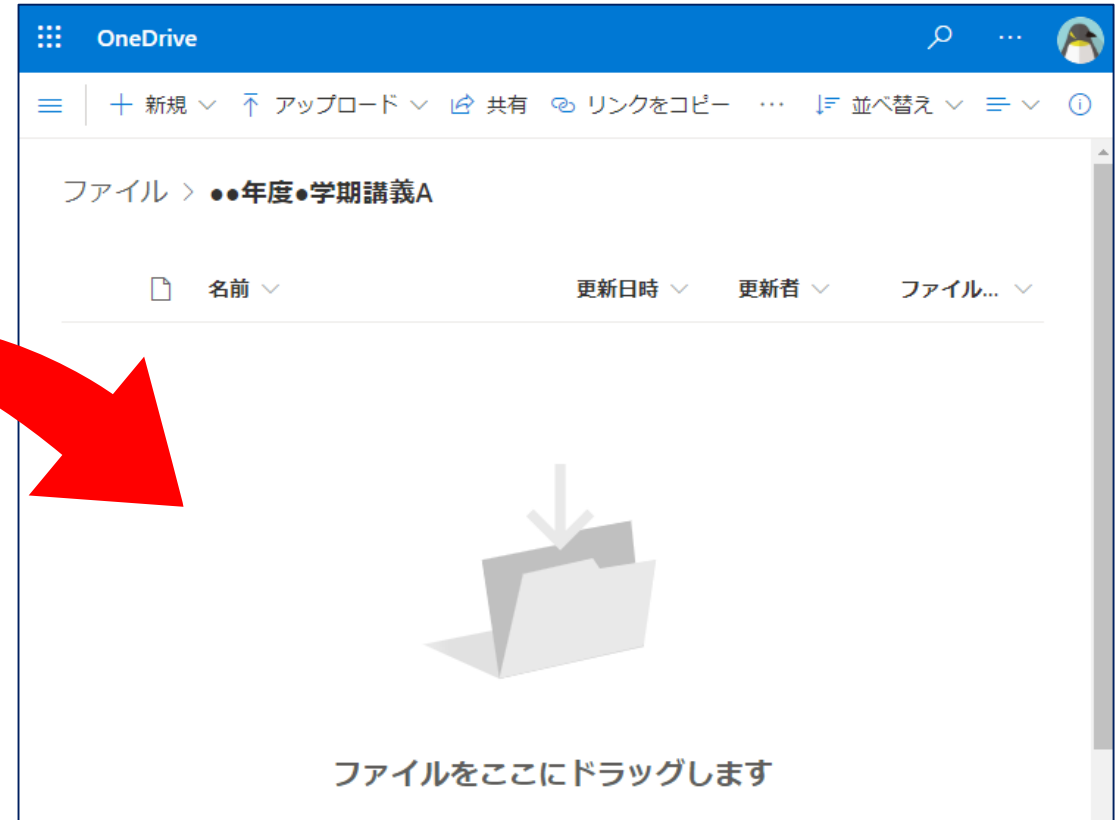 OneDrive ···
新規 アップロード 共有 リンクをコピー ··· 並べ替え
ファイル > ●●年度●学期講義A
名前 更新日時 更新者 ファイル...
ファイルをここにドラッグします